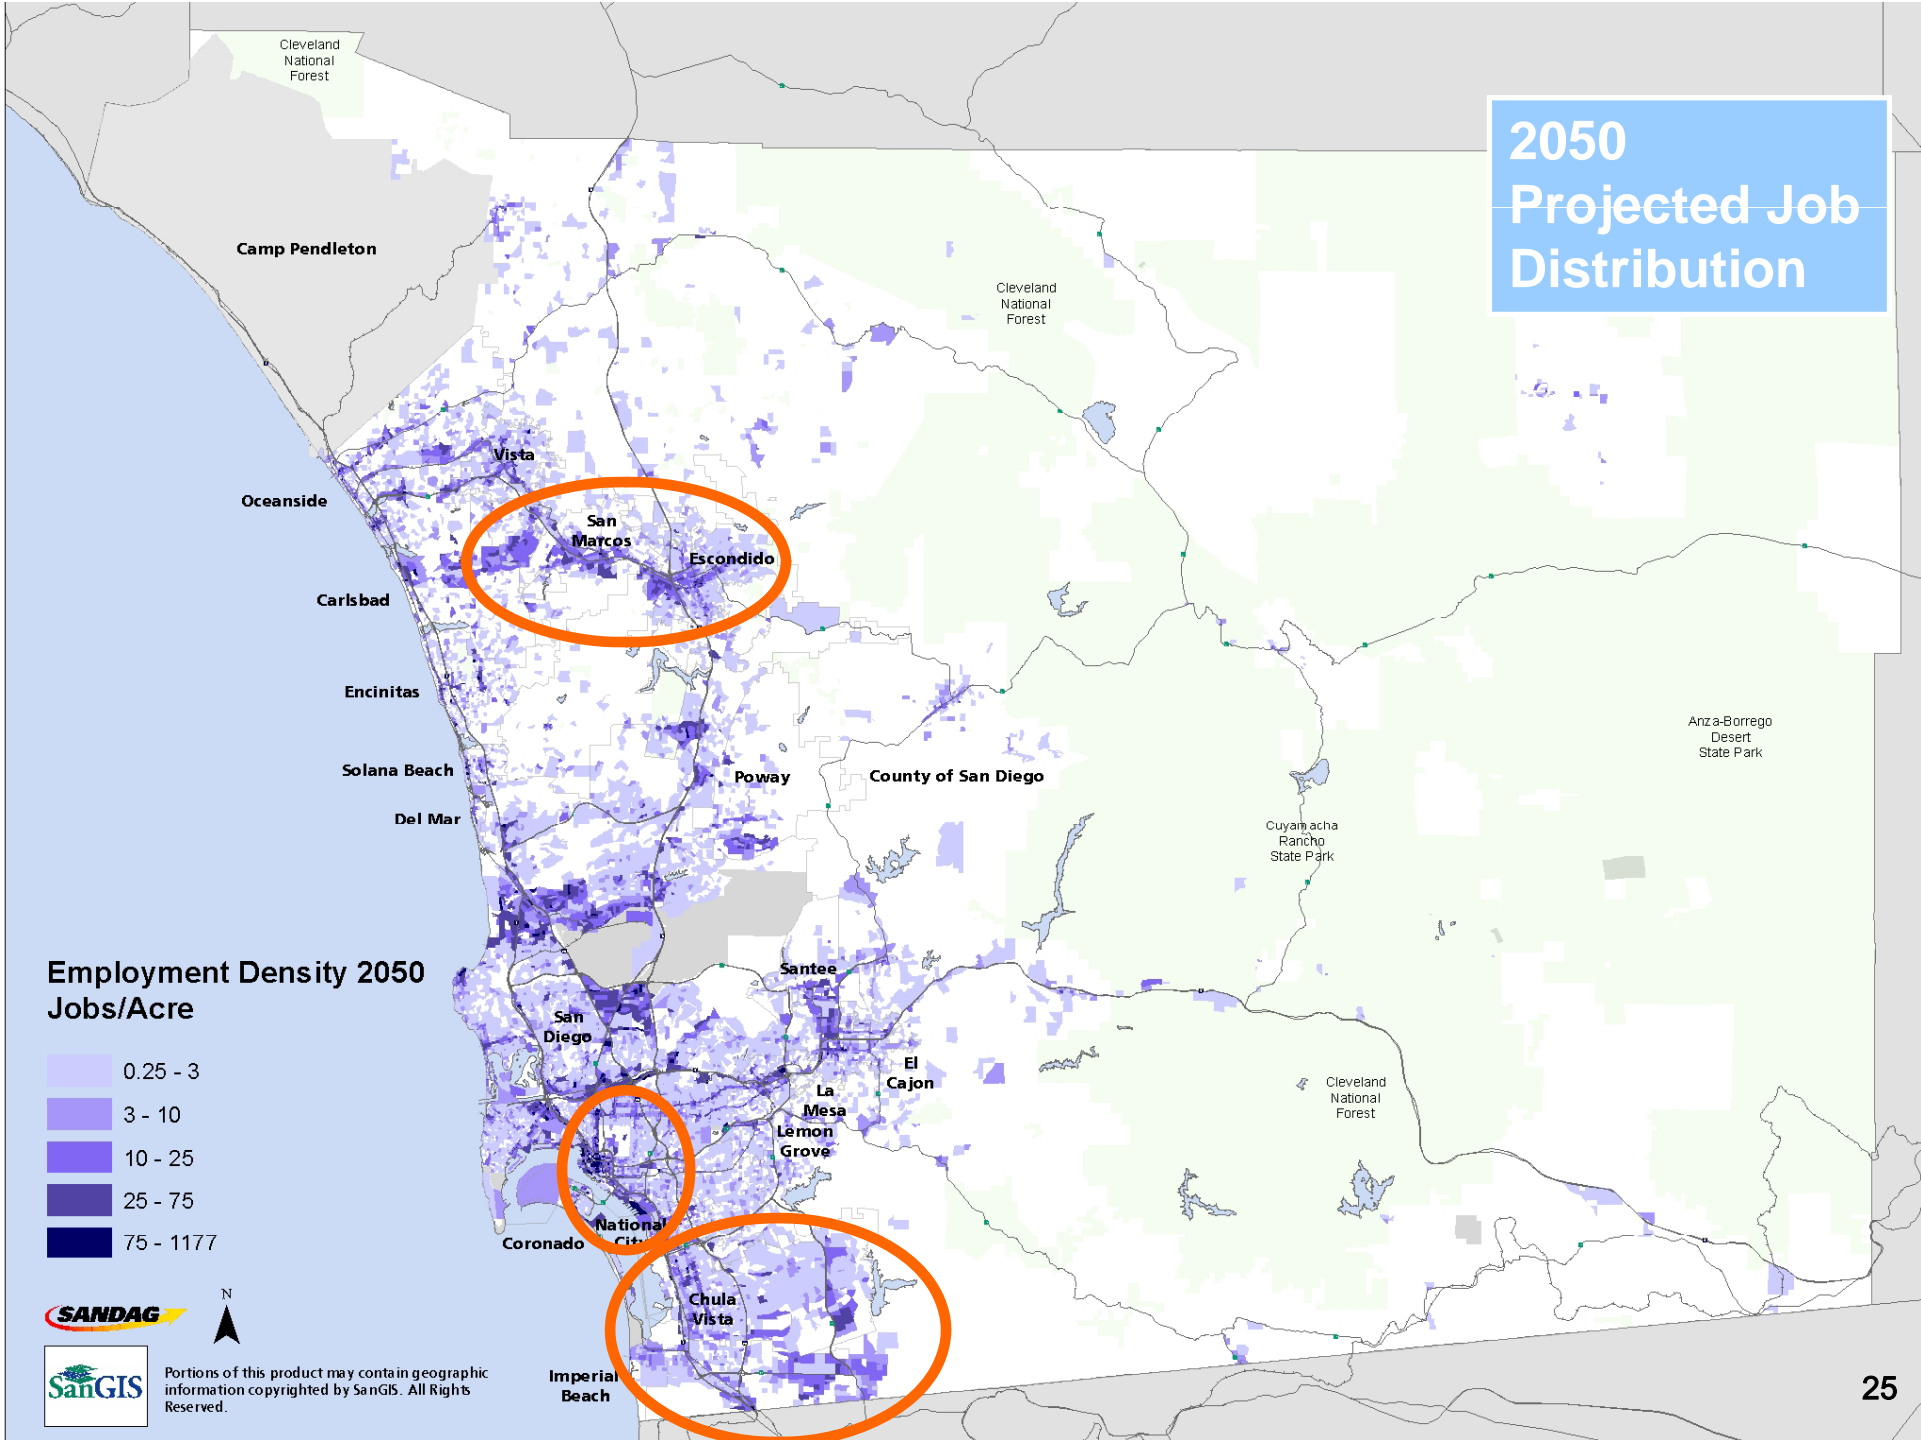 Cleveland
National
Forest
2050
Projected Job
Distribution
Camp Pendleton
Cleveland
National
Forest
Vista
Oceanside
San
Marcos
Escondido
Carlsbad
Encinitas
Anza-Borrego
Desert
State Park
Solana Beach
Poway
County of San Diego
Del Mar
Cuyamacha
Rancho
State Park
Employment Density 2050
Jobs/Acre
Santee
San
Diego
0.25 - 3
El
Cajon
Cleveland
National
Forest
3 - 10
La
Mesa
Lemon
Grove
10 - 25
25 - 75
National
City
75 - 1177
Coronado
Chula
Vista
N
SANDAG
Imperial
Beach
SanGIS
Portions of this product may contain geographic
information copyrighted by SanGIS. All Rights
Reserved.
25